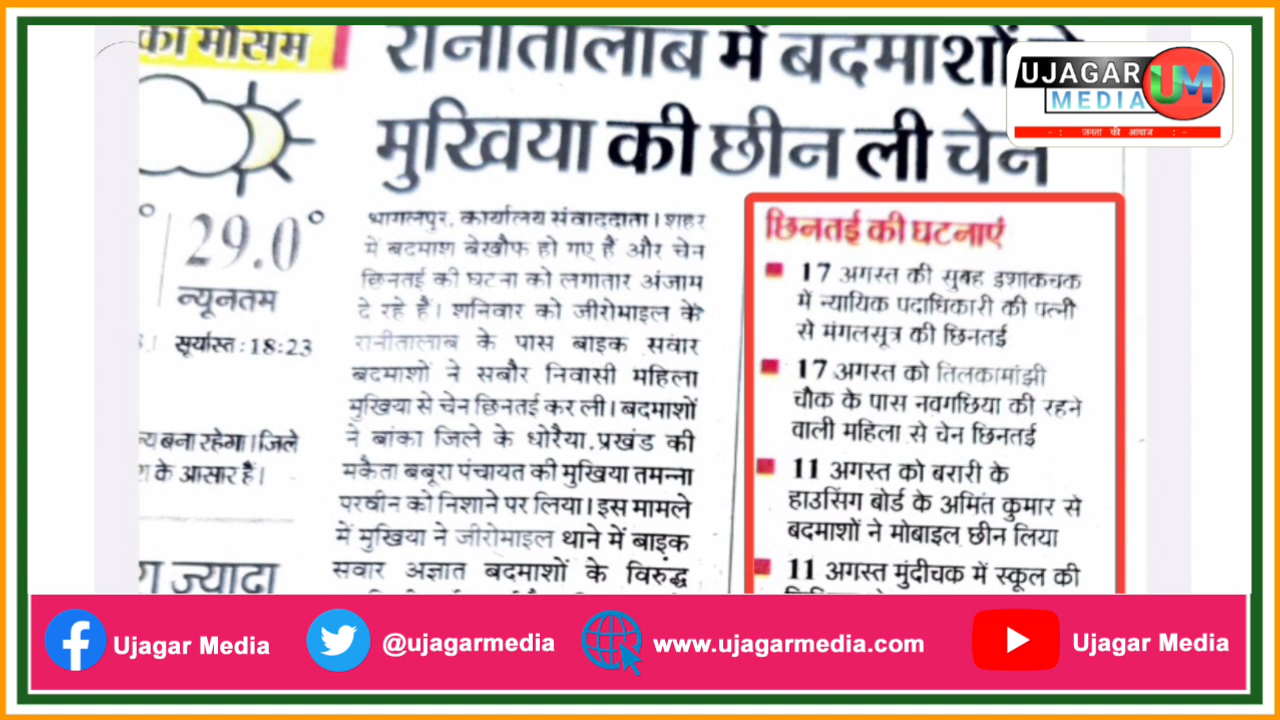 का मौसम
29.0°
न्यूनतम
सूर्यास्त : 18:23
बना रहेगा। जिले
के आसार हैं।
ज्यादा
रानीतालाब में बदमाशों
मुखिया की छीन ली चेन
भागलपुर, कार्यालय संवाददाता। शहर
में बदमाश बेखौफ हो गए हैं और चेन
छिनतई की घटना को लगातार अंजाम
दे रहे हैं। शनिवार को जीरोमाइल के
रानीतालाब के पास बाइक सवार
बदमाशों ने सबौर निवासी महिला
मुखिया से चेन छिनतई कर ली। बदमाशों
ने बांका जिले के धोरैया प्रखंड की
मकैता बबूरा पंचायत की मुखिया तमन्ना
परवीन को निशाने पर लिया। इस मामले
में मुखिया ने जीरोमाइल थाने में बाइक
सवार अज्ञात बदमाशों के विरुद्ध
छिनतई की घटनाएं
17 अगस्त की सुबह इशाकचक
में न्यायिक पदाधिकारी की पत्नी
से मंगलसूत्र की छिनतई
17 अगस्त को तिलकामांझी
चौक के पास नवगछिया की रहने
वाली महिला से चेन छिनतई
11 अगस्त को बरारी के
हाउसिंग बोर्ड के अमित कुमार से
बदमाशों ने मोबाइल छीन लिया
11 अगस्त मुंदीचक में स्कूल की
UJAGAR
MEDIA
UM
-: जनता की आवाज :-
Ujagar Media
@ujagarmedia
www.ujagarmedia.com
Ujagar Media